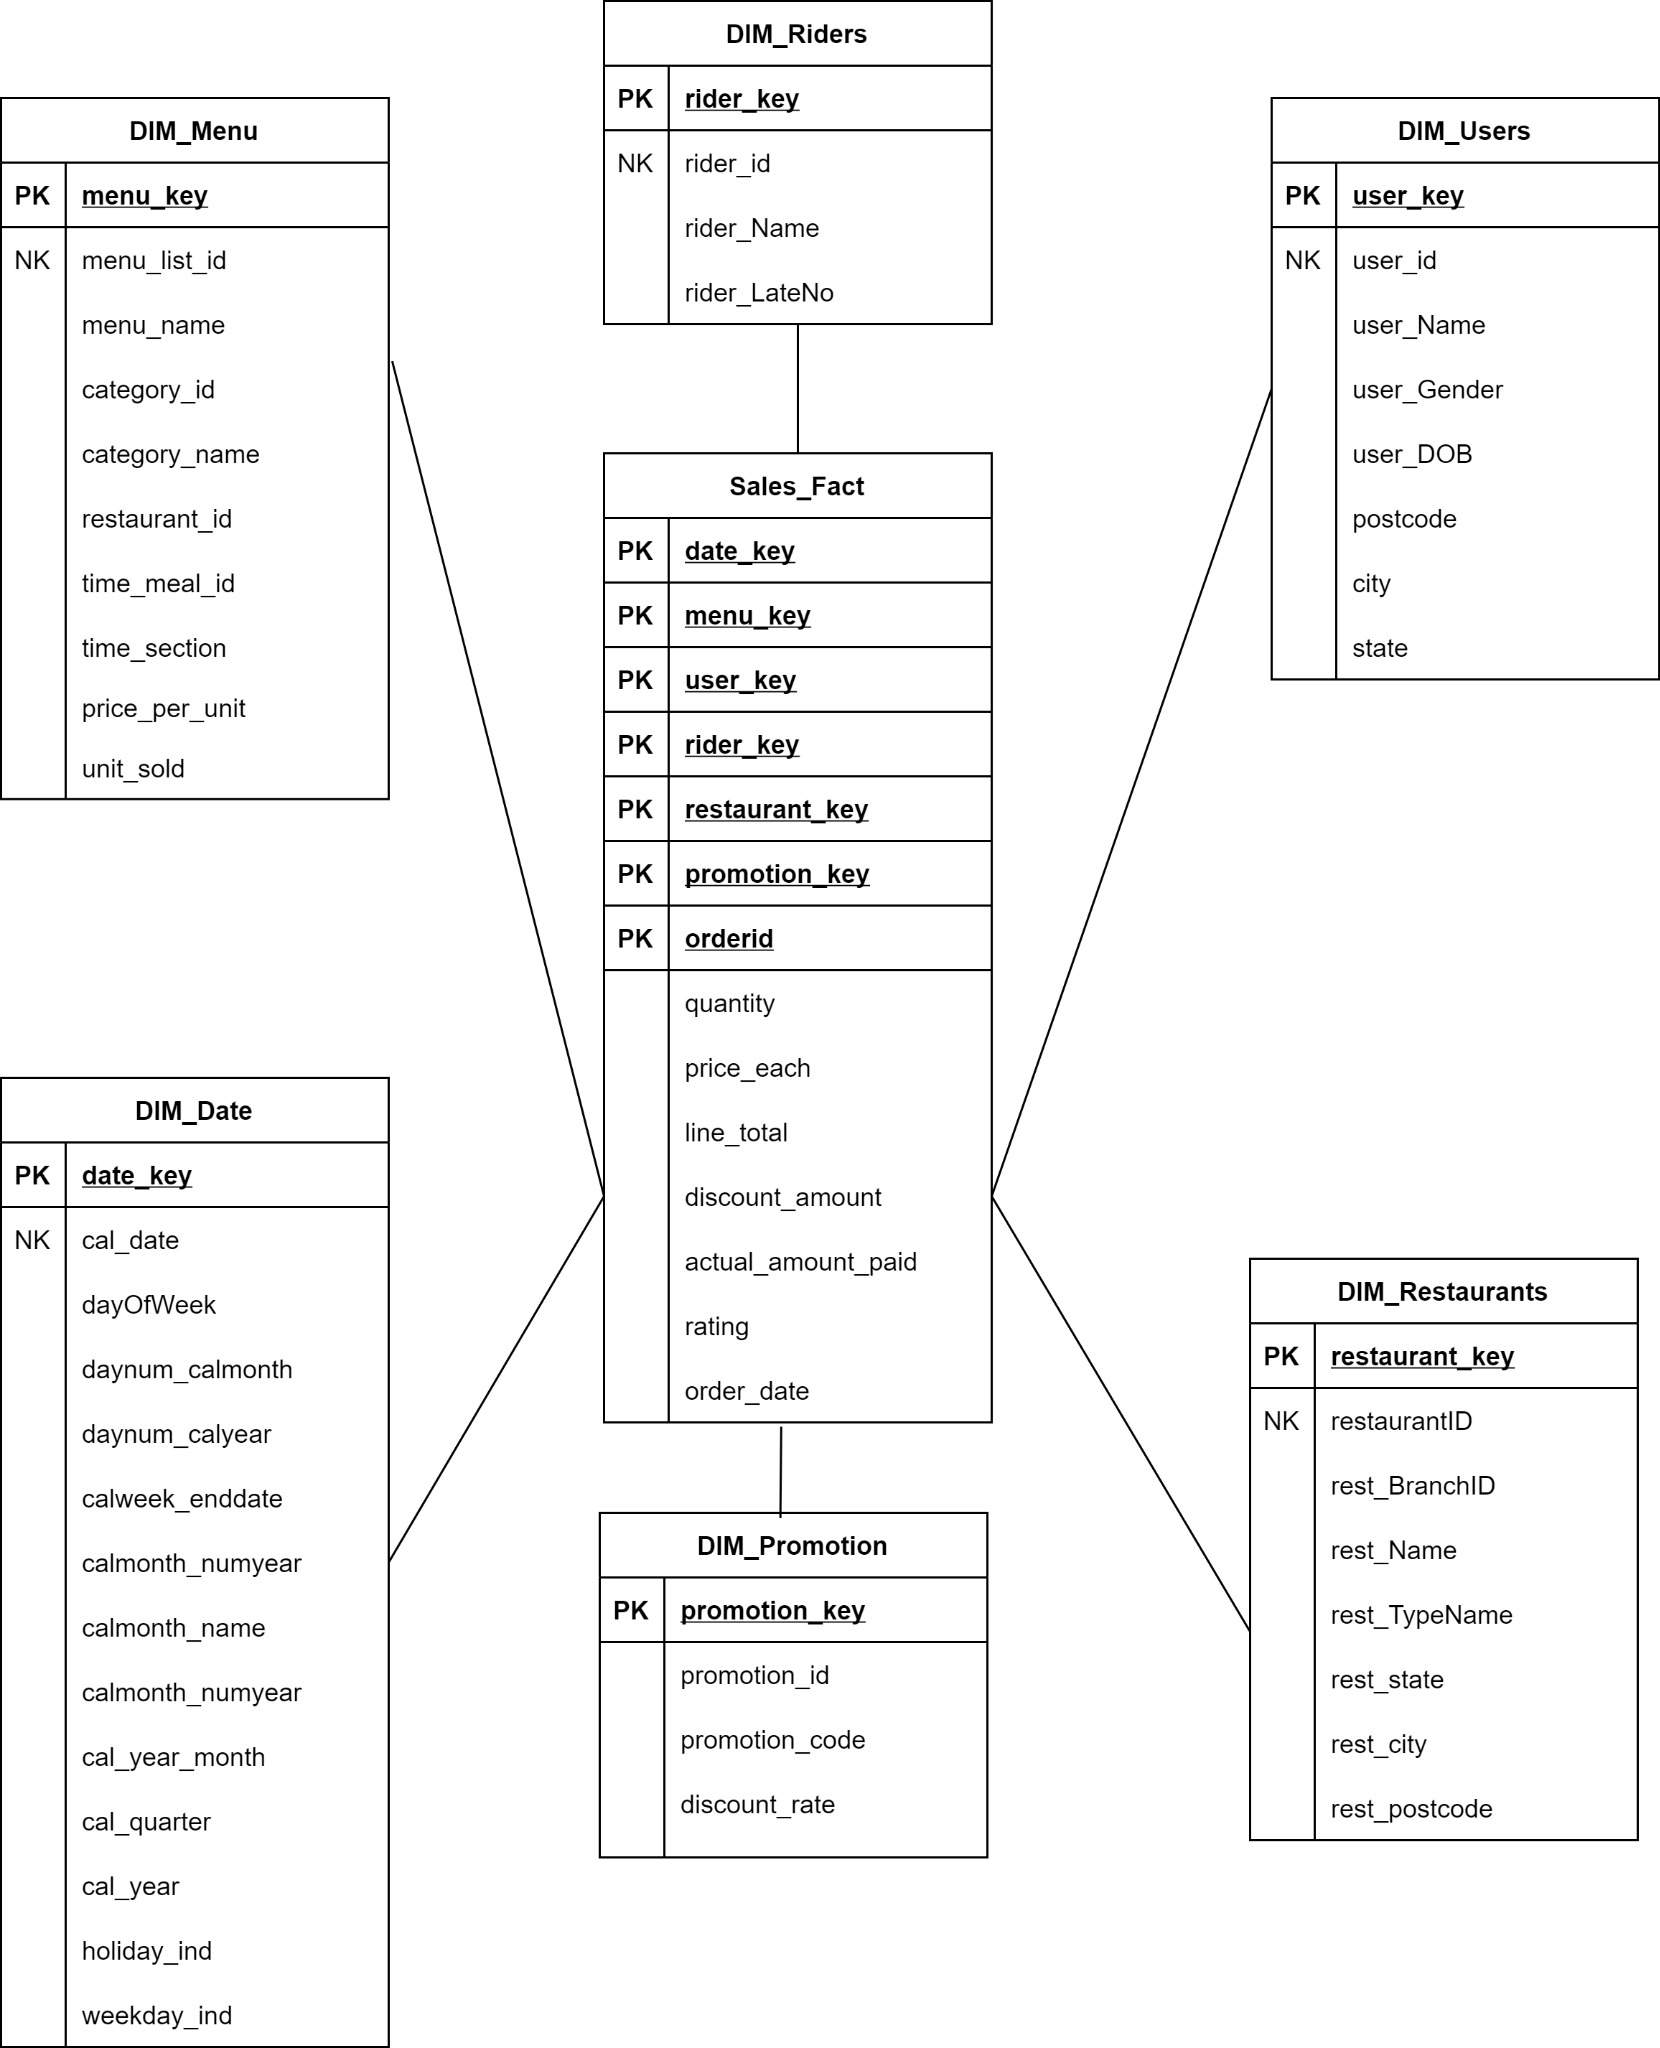 DIM_Riders
PK rider_key
NK rider_id
rider_Name
rider_LateNo
DIM_Menu
PK menu_key
NK menu_list_id
menu_name
category_id
category_name
restaurant_id
time_meal_id
time_section
price_per_unit
unit_sold
DIM_Users
PK user_key
NK user_id
user_Name
user_Gender
user_DOB
postcode
city
state
Sales_Fact
PK date_key
PK menu_key
PK user_key
PK rider_key
PK restaurant_key
PK promotion_key
PK orderid
quantity
price_each
line_total
discount_amount
actual_amount_paid
rating
order_date
DIM_Date
PK date_key
NK cal_date
dayOfWeek
daynum_calmonth
daynum_calyear
calweek_enddate
calmonth_numyear
calmonth_name
calmonth_numyear
cal_year_month
cal_quarter
cal_year
holiday_ind
weekday_ind
DIM_Promotion
PK promotion_key
promotion_id
promotion_code
discount_rate
DIM_Restaurants
PK restaurant_key
NK restaurantID
rest_BranchID
rest_Name
rest_TypeName
rest_state
rest_city
rest_postcode